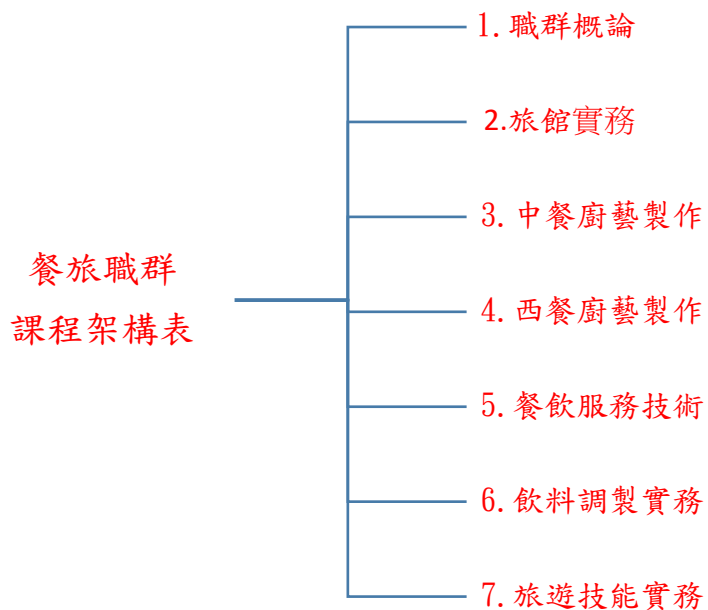 餐旅職群
課程架構表
1. 職群概論
2.旅館實務
3. 中餐廚藝製作
4. 西餐廚藝製作
5. 餐飲服務技術
6. 飲料調製實務
7. 旅遊技能實務